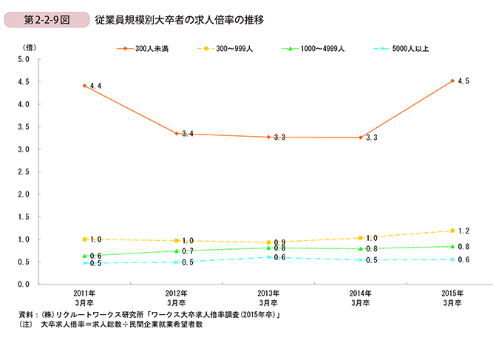 第2-2-9図 従業員規模別大卒者の求人倍率の推移
(倍)
300人未満 300～999人 1000～4999人 5000人以上
5.0
4.5
4.0
3.5
3.0
2.5
2.0
1.5
1.0
0.5
0.0
4.4 3.4 3.3 3.3 4.5
1.0 1.0 0.9 1.0 1.2
0.6 0.7 0.8 0.8 0.8
0.5 0.5 0.6 0.5 0.6
2011年 2012年 2013年 2014年 2015年
3月卒 3月卒 3月卒 3月卒 3月卒
資料：(株)リクルートワークス研究所「ワークス大卒求人倍率調査(2015年卒)」
(注) 大卒求人倍率＝求人総数÷民間企業就業希望者数